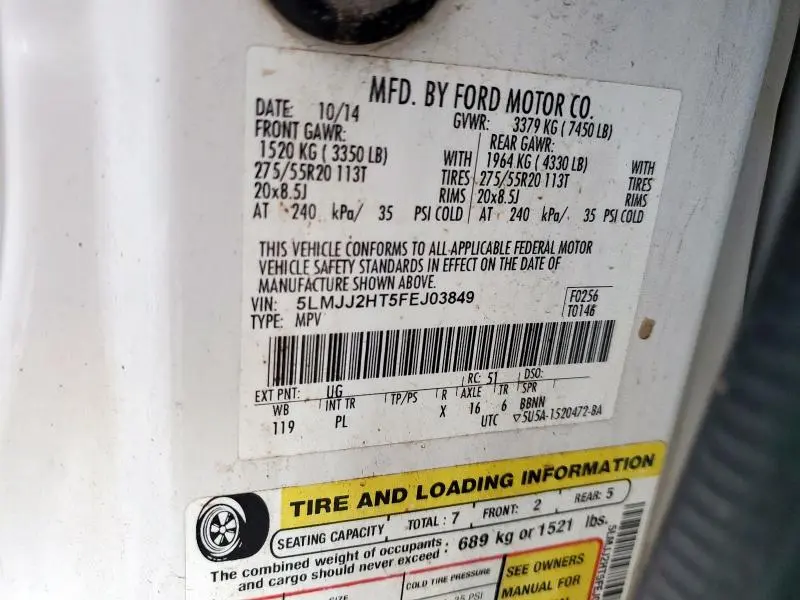 MFD. BY FORD MOTOR CO.
DATE: 10/14 GVWR: 3379 KG (7450 LB)
FRONT GAWR: REAR GAWR:
1520 KG (3350 LB) WITH 1964 KG (4330 LB) WITH
275/55R20 113T TIRES 275/55R20 113T TIRES
20x8.5J RIMS 20x8.5J RIMS
AT 240 kPa/ 35 PSI COLD AT 240 kPa/ 35 PSI COLD
THIS VEHICLE CONFORMS TO ALL APPLICABLE FEDERAL MOTOR
VEHICLE SAFETY STANDARDS IN EFFECT ON THE DATE OF
MANUFACTURE SHOWN ABOVE.
VIN: 5LMJJ2HT5FEJ03849 F0256
TYPE: MPV T0146
EXT PNT: UG RC: 51 DSO:
WB INT TR TP/PS R AXLE TR SPR
119 PL X 16 6 BBNN
UTC ▽5U5A-1520472-BA
TIRE AND LOADING INFORMATION
SEATING CAPACITY TOTAL: 7 FRONT: 2 REAR: 5
The combined weight of occupants
and cargo should never exceed: 689 kg or 1521 lbs.
COLD TIRE PRESSURE SEE OWNERS
35 PSI MANUAL FOR